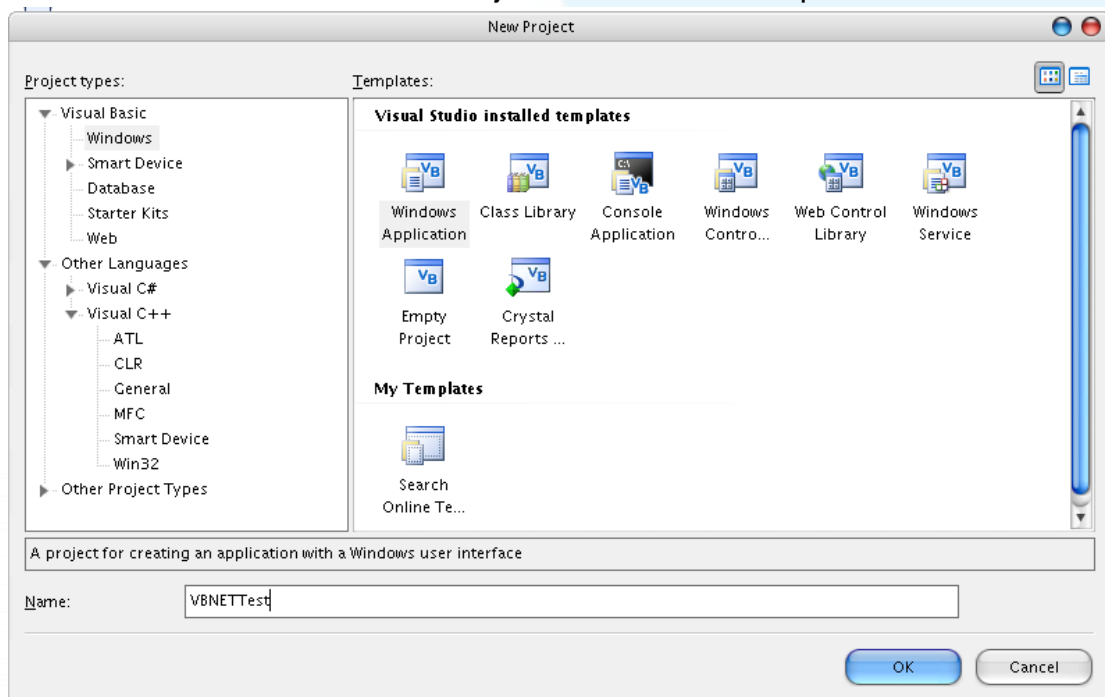 New Project
Project types:
Templates:
Visual Basic
Windows
Smart Device
Database
Starter Kits
Web
Other Languages
Visual C#
Visual C++
ATL
CLR
General
MFC
Smart Device
Win32
Other Project Types
Visual Studio installed templates
Windows
Application
Class Library
Console
Application
Windows
Contro...
Web Control
Library
Windows
Service
Empty
Project
Crystal
Reports ...
My Templates
Search
Online Te...
A project for creating an application with a Windows user interface
Name:
VBNETTest
OK
Cancel